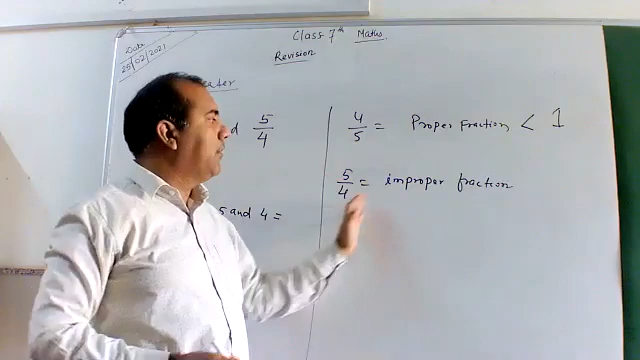 Class 7th Maths.
Revision
Date
25/02/2021
5/4
5 and 4 =
4/5 = Proper Fraction < 1
5/4 = improper fraction